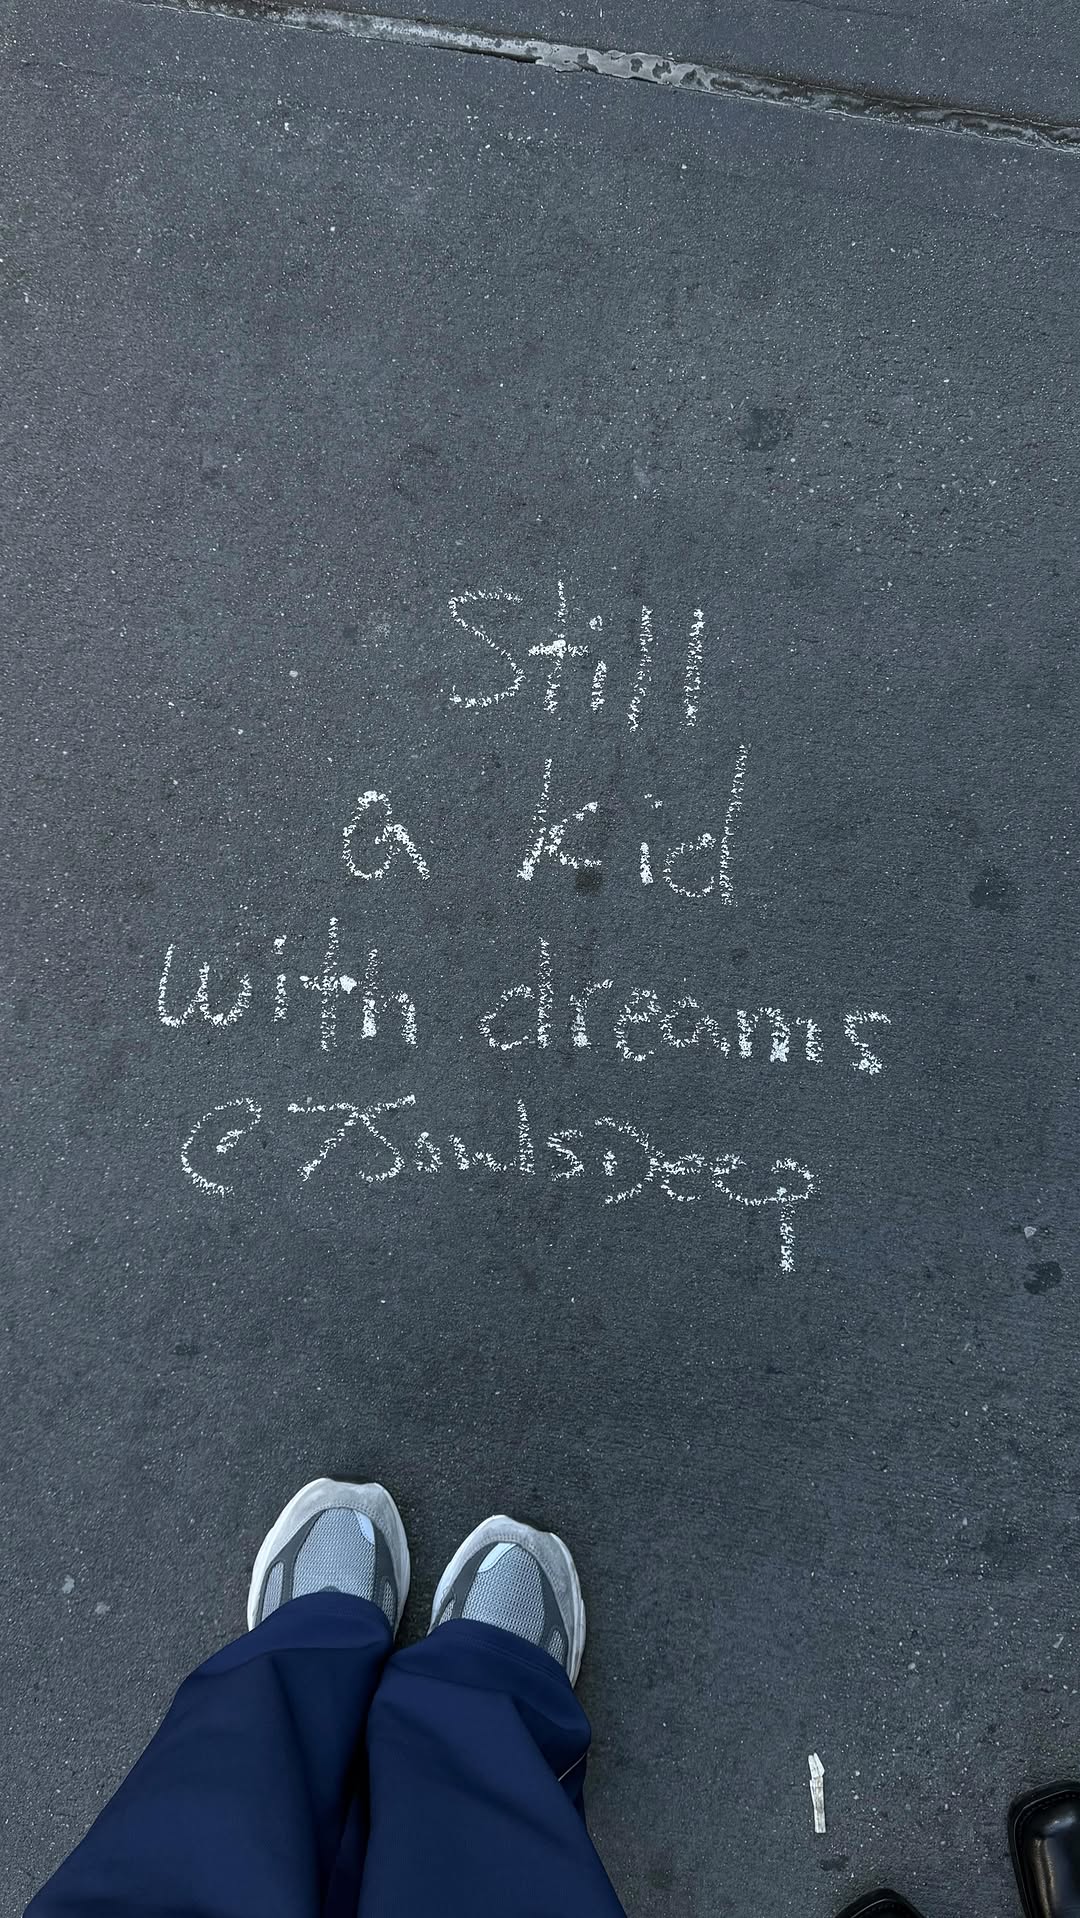 Still
a kid
with dreams